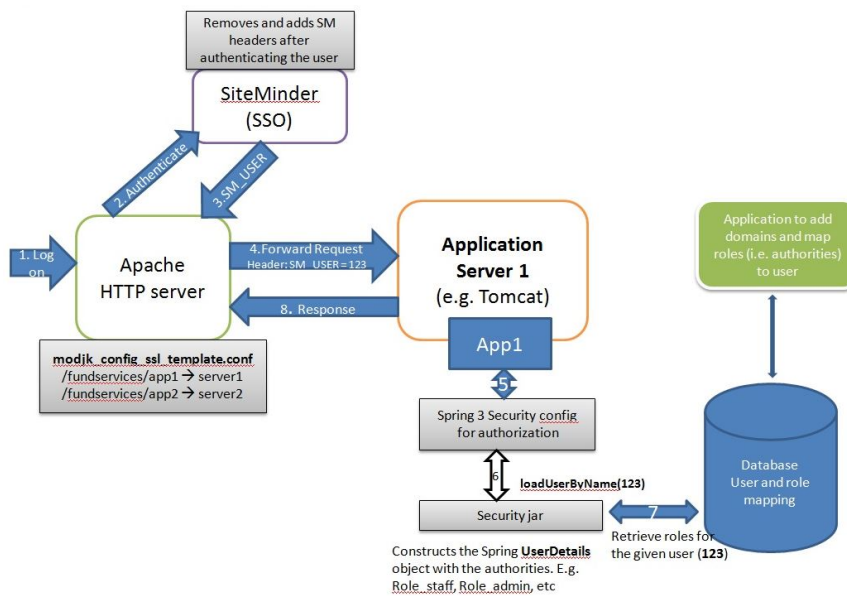 Removes and adds SM
headers after
authenticating the user
SiteMinder
(SSO)
2. Authenticate
3.SM_USER
1. Log
on
Apache
HTTP server
4.Forward Request
Header: SM_USER=123
8. Response
Application
Server 1
(e.g. Tomcat)
App1
Application to add
domains and map
roles (i.e. authorities)
to user
modjk_config_ssl_template.conf
/fundservices/app1 → server1
/fundservices/app2 → server2
5
Spring 3 Security config
for authorization
6
loadUserByName(123)
Security jar
7
Retrieve roles for
the given user (123)
Database
User and role
mapping
Constructs the Spring UserDetails
object with the authorities. E.g.
Role_staff, Role_admin, etc